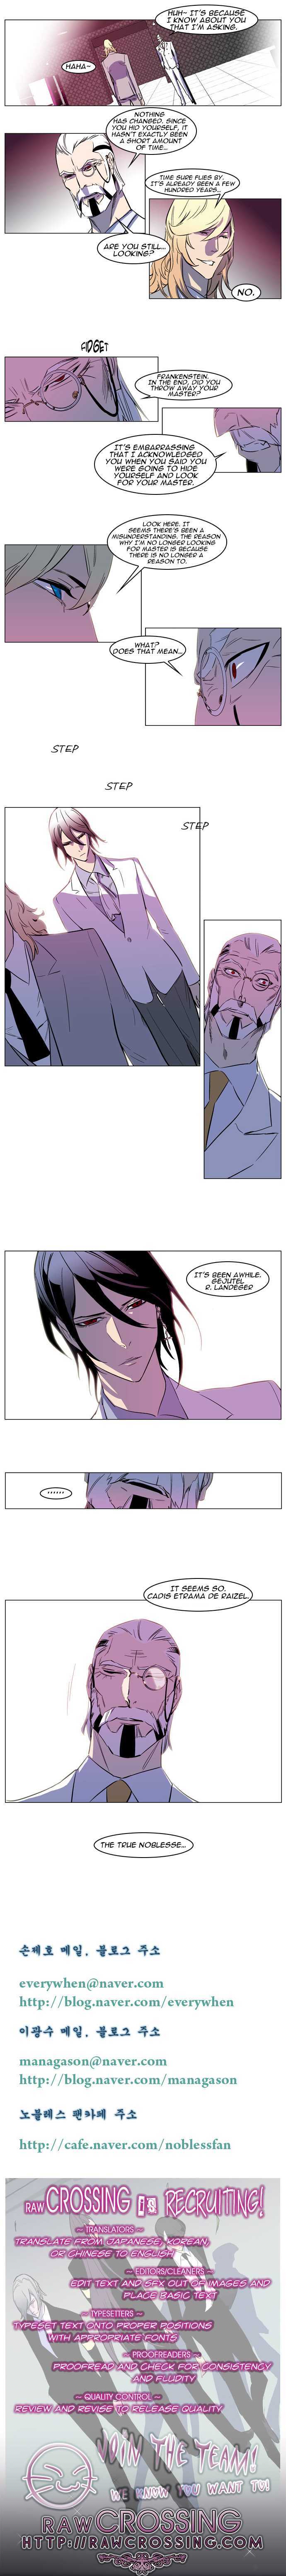 HUH~ IT'S BECAUSE
I KNOW ABOUT YOU
THAT I'M ASKING.
HAHA~
NOTHING
HAS CHANGED. SINCE
YOU HID YOURSELF, IT
HASN'T EXACTLY BEEN
A SHORT AMOUNT
OF TIME...
TIME SURE FLIES BY.
IT'S ALREADY BEEN A FEW
HUNDRED YEARS...
ARE YOU STILL...
LOOKING?
NO.
FIDGET
FRANKENSTEIN.
IN THE END, DID YOU
THROW AWAY YOUR
MASTER?
IT'S EMBARRASSING
THAT I ACKNOWLEDGED
YOU WHEN YOU SAID YOU
WERE GOING TO HIDE
YOURSELF AND LOOK
FOR YOUR MASTER.
LOOK HERE. IT
SEEMS THERE'S BEEN A
MISUNDERSTANDING. THE REASON
WHY I'M NO LONGER LOOKING
FOR MASTER IS BECAUSE
THERE IS NO LONGER A
REASON TO.
WHAT?
DOES THAT MEAN...
STEP
STEP
STEP
IT'S BEEN AWHILE,
GEJUTEL
R. LANDEGER
......
IT SEEMS SO,
CADIS ETRAMA DE RAIZEL.
THE TRUE NOBLESSE...
손제호 메일, 블로그 주소
everywhen@naver.com
http://blog.naver.com/everywhen
이광수 메일, 블로그 주소
managason@naver.com
http://blog.naver.com/managason
노블레스 팬카페 주소
http://cafe.naver.com/noblessfan
RAW CROSSING IS RECRUITING!
~ TRANSLATORS ~
TRANSLATE FROM JAPANESE, KOREAN,
OR CHINESE TO ENGLISH
~ EDITORS/CLEANERS ~
EDIT TEXT AND SFX OUT OF IMAGES AND
PLACE BASIC TEXT
~ TYPESETTERS ~
TYPESET TEXT ONTO PROPER POSITIONS
WITH APPROPRIATE FONTS
~ PROOFREADERS ~
PROOFREAD AND CHECK FOR CONSISTENCY
AND FLUDITY
~ QUALITY CONTROL ~
REVIEW AND REVISE TO RELEASE QUALITY
JOIN THE TEAM!
WE KNOW YOU WANT TO!
RAW CROSSING
HTTP://RAWCROSSING.COM